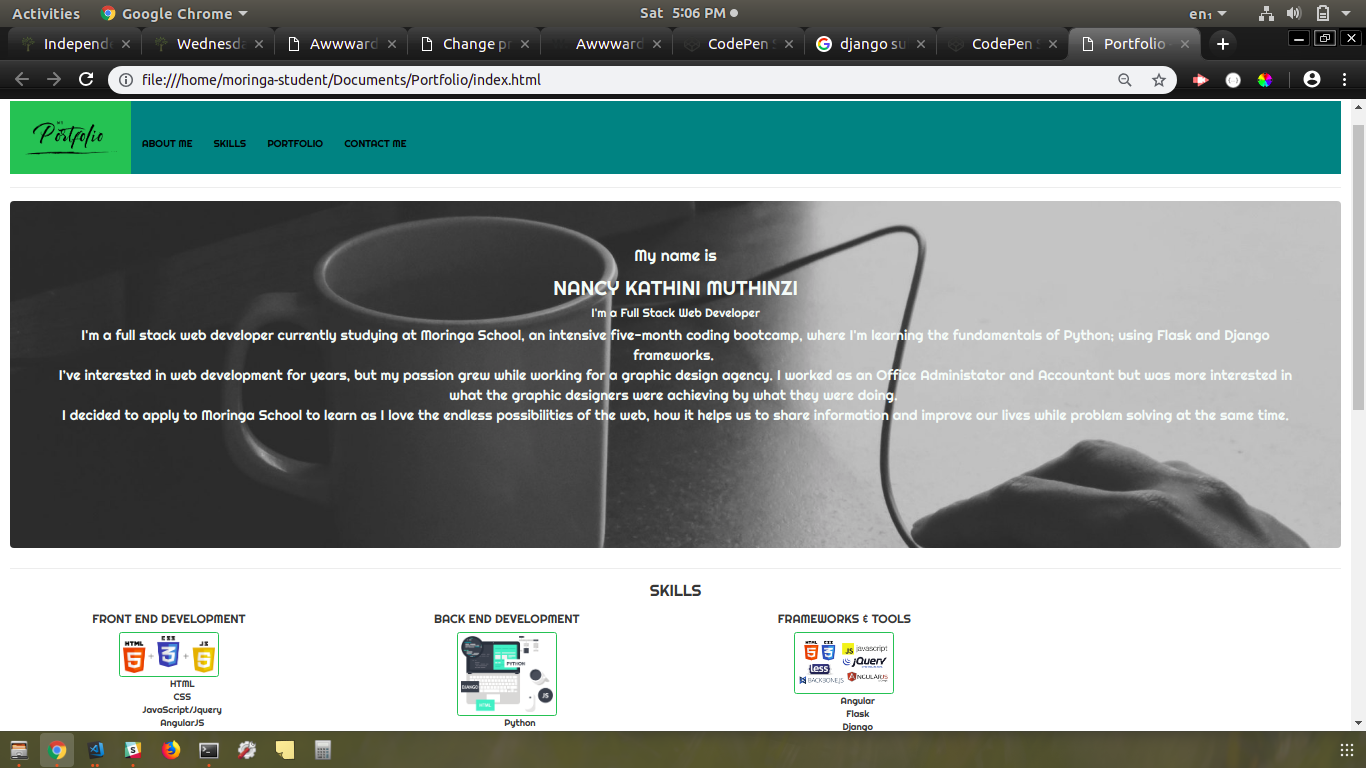 Activities Google Chrome Sat 5:06 PM en₁
Independ Wednesda Awwward Change pr Awwward CodePen S django su CodePen S Portfolio
file:///home/moringa-student/Documents/Portfolio/index.html
MY
Portfolio
ABOUT ME SKILLS PORTFOLIO CONTACT ME
My name is
NANCY KATHINI MUTHINZI
I'm a Full Stack Web Developer
I'm a full stack web developer currently studying at Moringa School, an intensive five-month coding bootcamp, where I'm learning the fundamentals of Python; using Flask and Django
frameworks.
I've interested in web development for years, but my passion grew while working for a graphic design agency. I worked as an Office Administator and Accountant but was more interested in
what the graphic designers were achieving by what they were doing.
I decided to apply to Moringa School to learn as I love the endless possibilities of the web, how it helps us to share information and improve our lives while problem solving at the same time.
SKILLS
FRONT END DEVELOPMENT
HTML CSS JS
5 + 3 + 5
HTML
CSS
JavaScript/Jquery
AngularJS
BACK END DEVELOPMENT
PYTHON
DJANGO
JS
HTML
Python
FRAMEWORKS & TOOLS
HTML CSS JS javascript
5 3
less jQuery
BACKBONE.JS ANGULARJS
Angular
Flask
Django